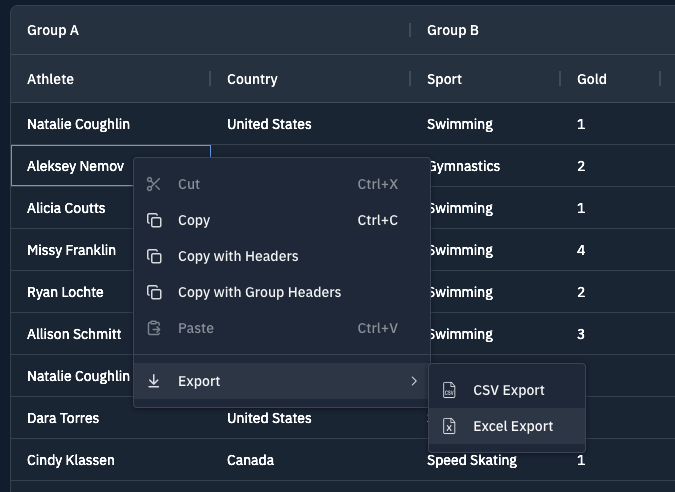 Group A Group B
Athlete Country Sport Gold
Natalie Coughlin United States Swimming 1
Aleksey Nemov Gymnastics 2
Alicia Coutts Swimming 1
Missy Franklin Swimming 4
Ryan Lochte Swimming 2
Allison Schmitt Swimming 3
Natalie Coughlin
Dara Torres United States
Cindy Klassen Canada Speed Skating 1
Cut Ctrl+X
Copy Ctrl+C
Copy with Headers
Copy with Group Headers
Paste Ctrl+V
Export
CSV Export
Excel Export